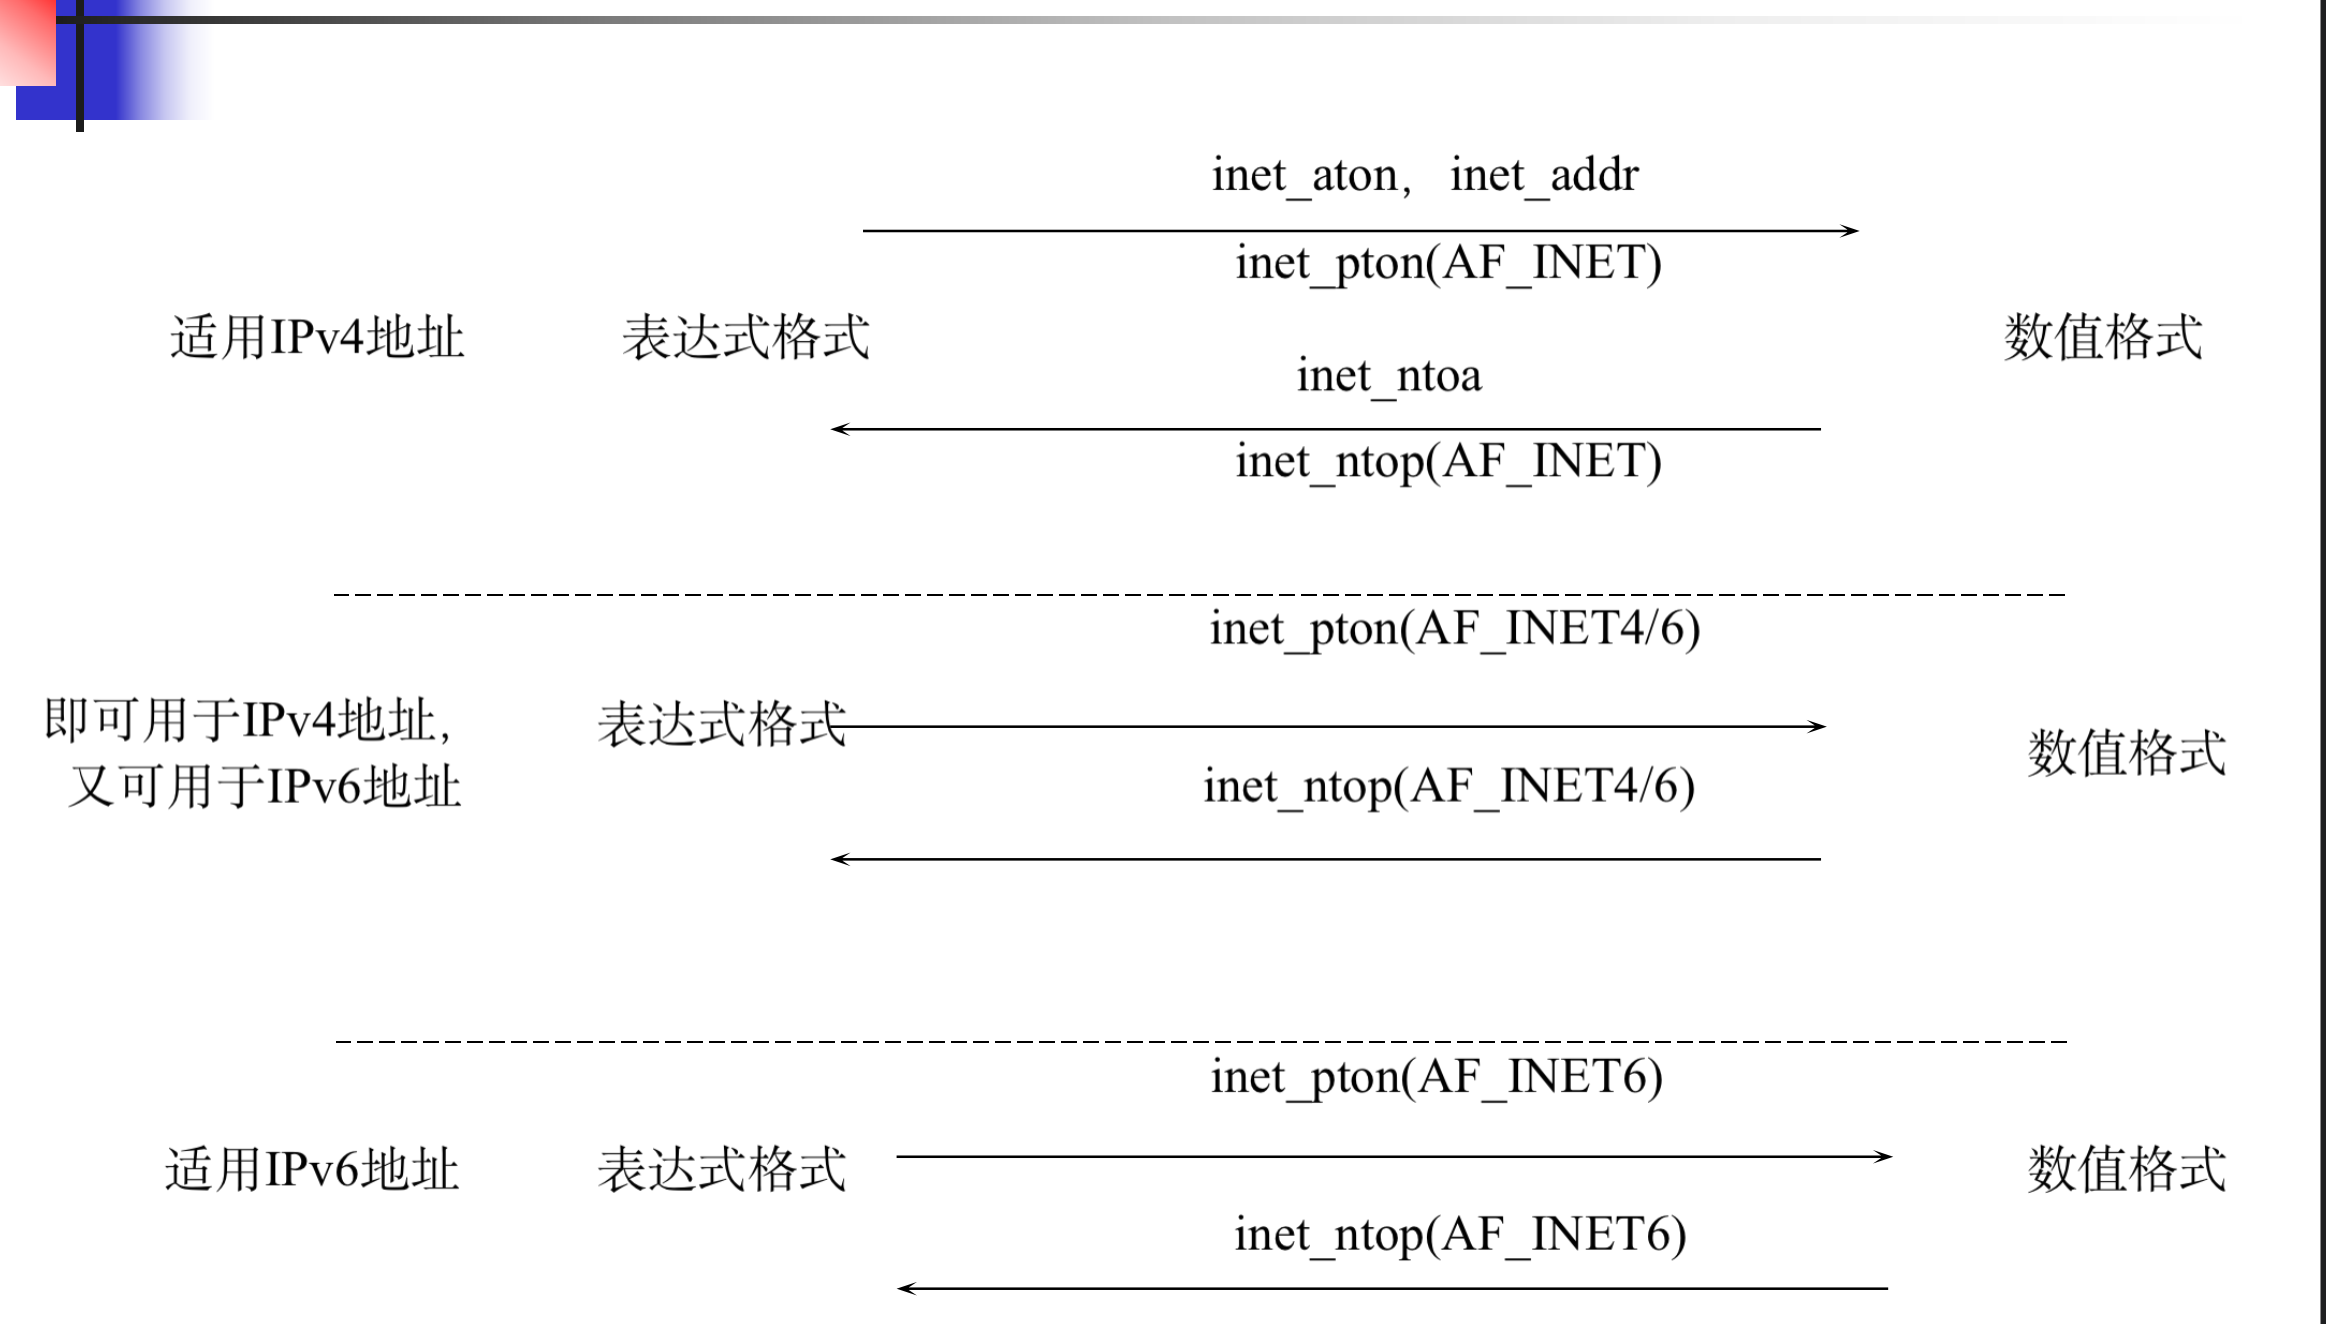 inet_aton，inet_addr
inet_pton(AF_INET)
适用IPv4地址 表达式格式 数值格式
inet_ntoa
inet_ntop(AF_INET)
inet_pton(AF_INET4/6)
即可用于IPv4地址, 表达式格式 数值格式
又可用于IPv6地址
inet_ntop(AF_INET4/6)
inet_pton(AF_INET6)
适用IPv6地址 表达式格式 数值格式
inet_ntop(AF_INET6)